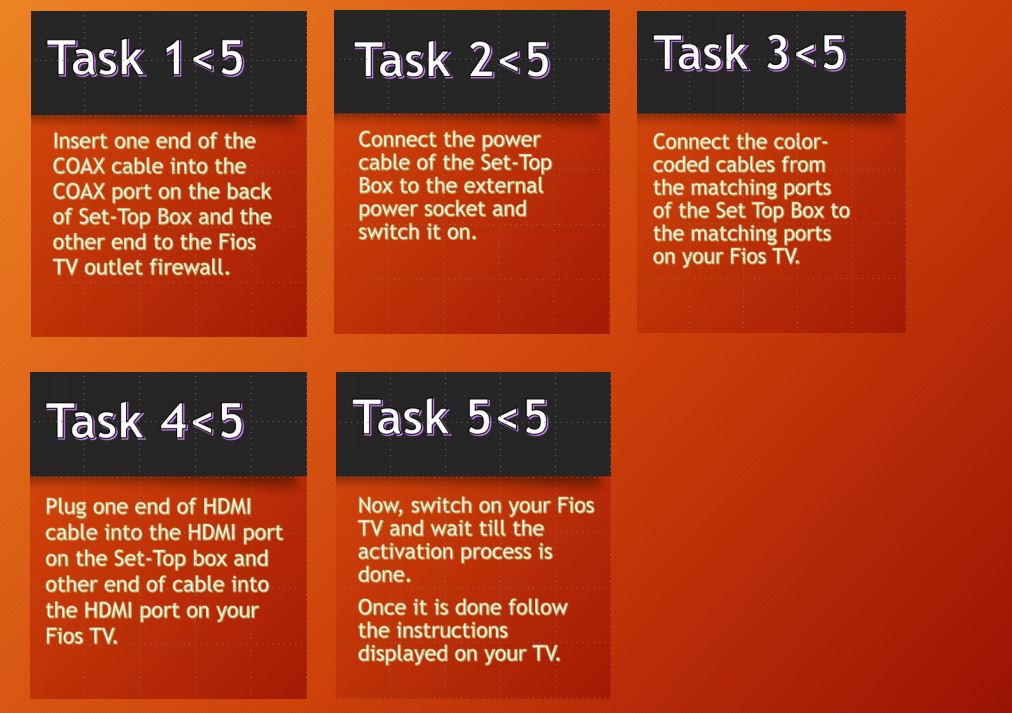 Task 1<5
Insert one end of the
COAX cable into the
COAX port on the back
of Set-Top Box and the
other end to the Fios
TV outlet firewall.
Task 2<5
Connect the power
cable of the Set-Top
Box to the external
power socket and
switch it on.
Task 3<5
Connect the color-
coded cables from
the matching ports
of the Set Top Box to
the matching ports
on your Fios TV.
Task 4<5
Plug one end of HDMI
cable into the HDMI port
on the Set-Top box and
other end of cable into
the HDMI port on your
Fios TV.
Task 5<5
Now, switch on your Fios
TV and wait till the
activation process is
done.
Once it is done follow
the instructions
displayed on your TV.